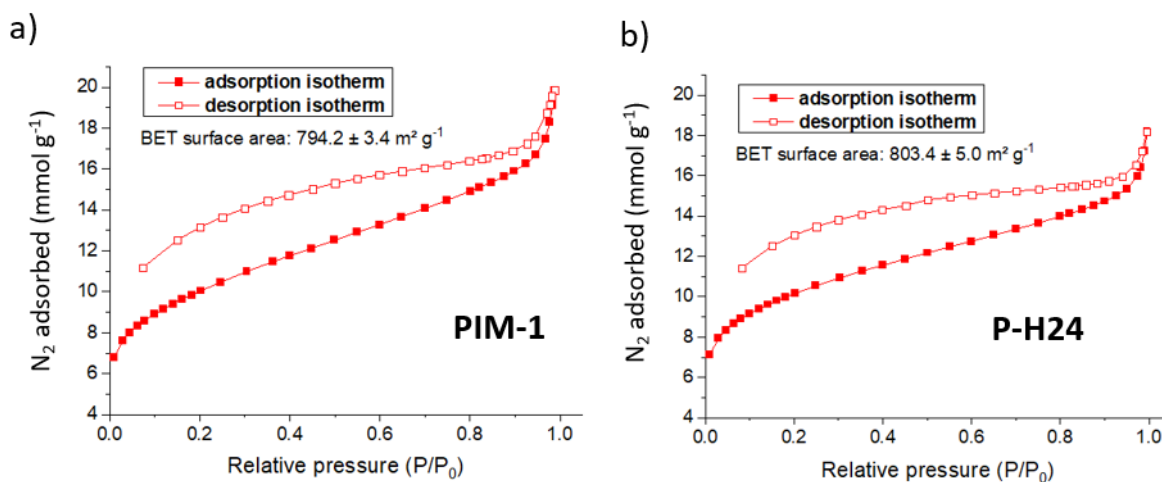 a)
adsorption isotherm
desorption isotherm
BET surface area: 794.2 ± 3.4 m² g⁻¹
N₂ adsorbed (mmol g⁻¹)
20
18
16
14
12
10
8
6
4
PIM-1
0.0 0.2 0.4 0.6 0.8 1.0
Relative pressure (P/P₀)
b)
adsorption isotherm
desorption isotherm
BET surface area: 803.4 ± 5.0 m² g⁻¹
N₂ adsorbed (mmol g⁻¹)
20
18
16
14
12
10
8
6
4
P-H24
0.0 0.2 0.4 0.6 0.8 1.0
Relative pressure (P/P₀)